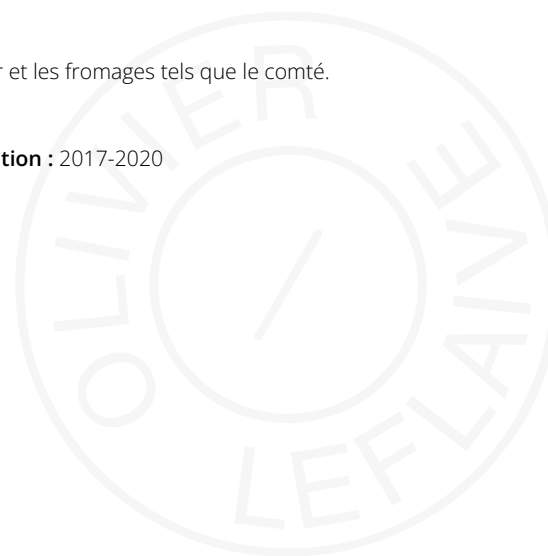 r et les fromages tels que le comté.
tion : 2017-2020
OLIVIER
LEFLAIVE